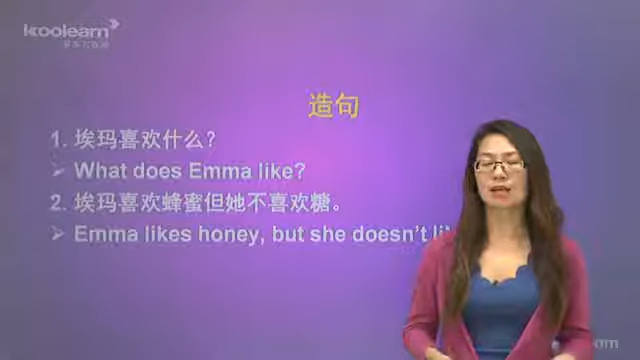 koolearn
造句
1. 埃玛喜欢什么？
➢ What does Emma like?
2. 埃玛喜欢蜂蜜但她不喜欢糖。
➢ Emma likes honey, but she doesn't